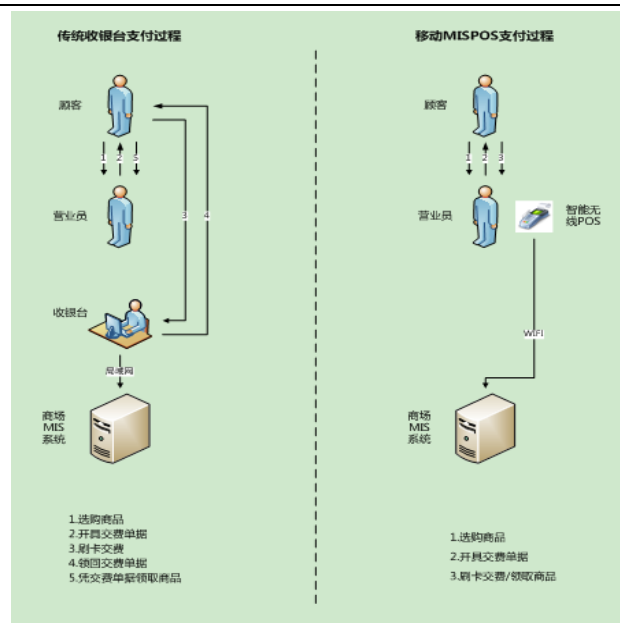 传统收银台支付过程
移动MISPOS支付过程
顾客
顾客
1
2
5
1
2
3
营业员
3
4
营业员
智能无
线POS
收银台
WIFI
局域网
商场
MIS
系统
商场
MIS
系统
1.选购商品
2.开具交费单据
3.刷卡交费
4.领回交费单据
5.凭交费单据领取商品
1.选购商品
2.开具交费单据
3.刷卡交费/领取商品